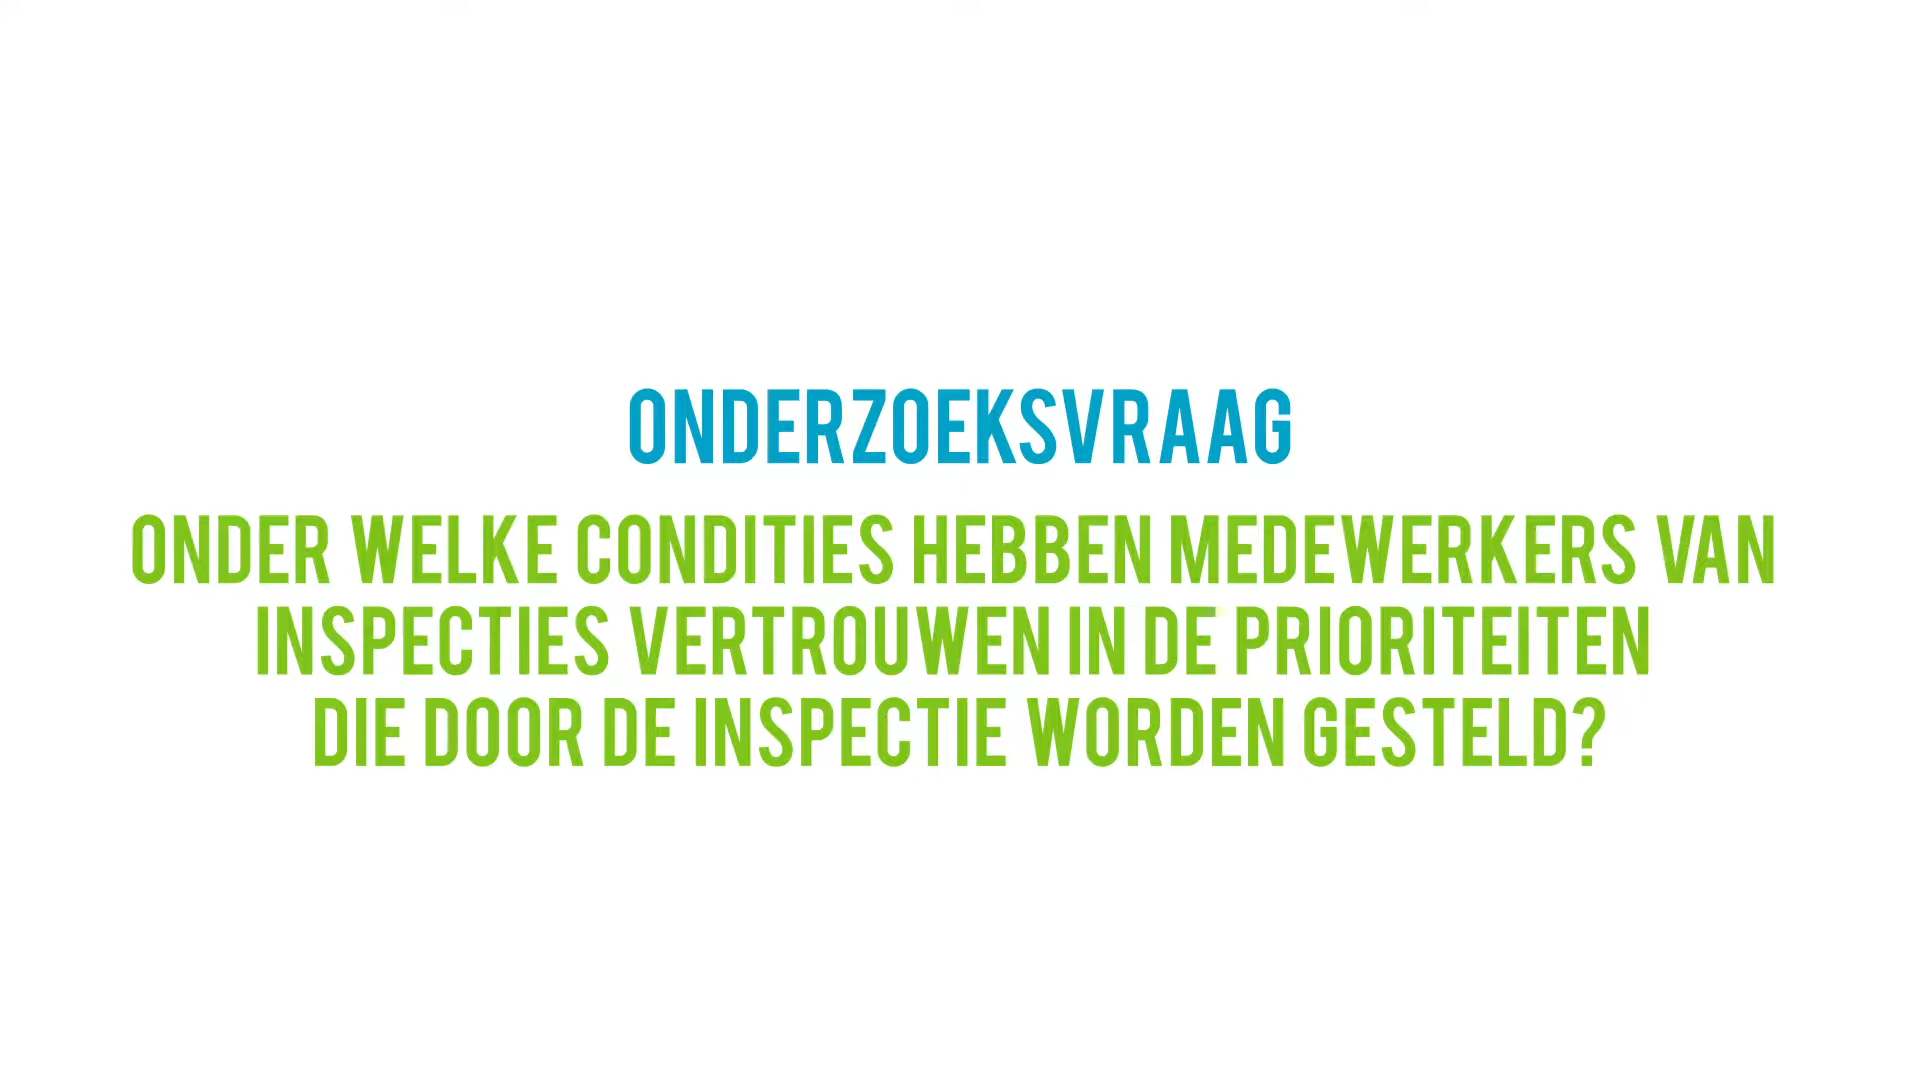 ONDERZOEKSVRAAG
ONDER WELKE CONDITIES HEBBEN MEDEWERKERS VAN
INSPECTIES VERTROUWEN IN DE PRIORITEITEN
DIE DOOR DE INSPECTIE WORDEN GESTELD?